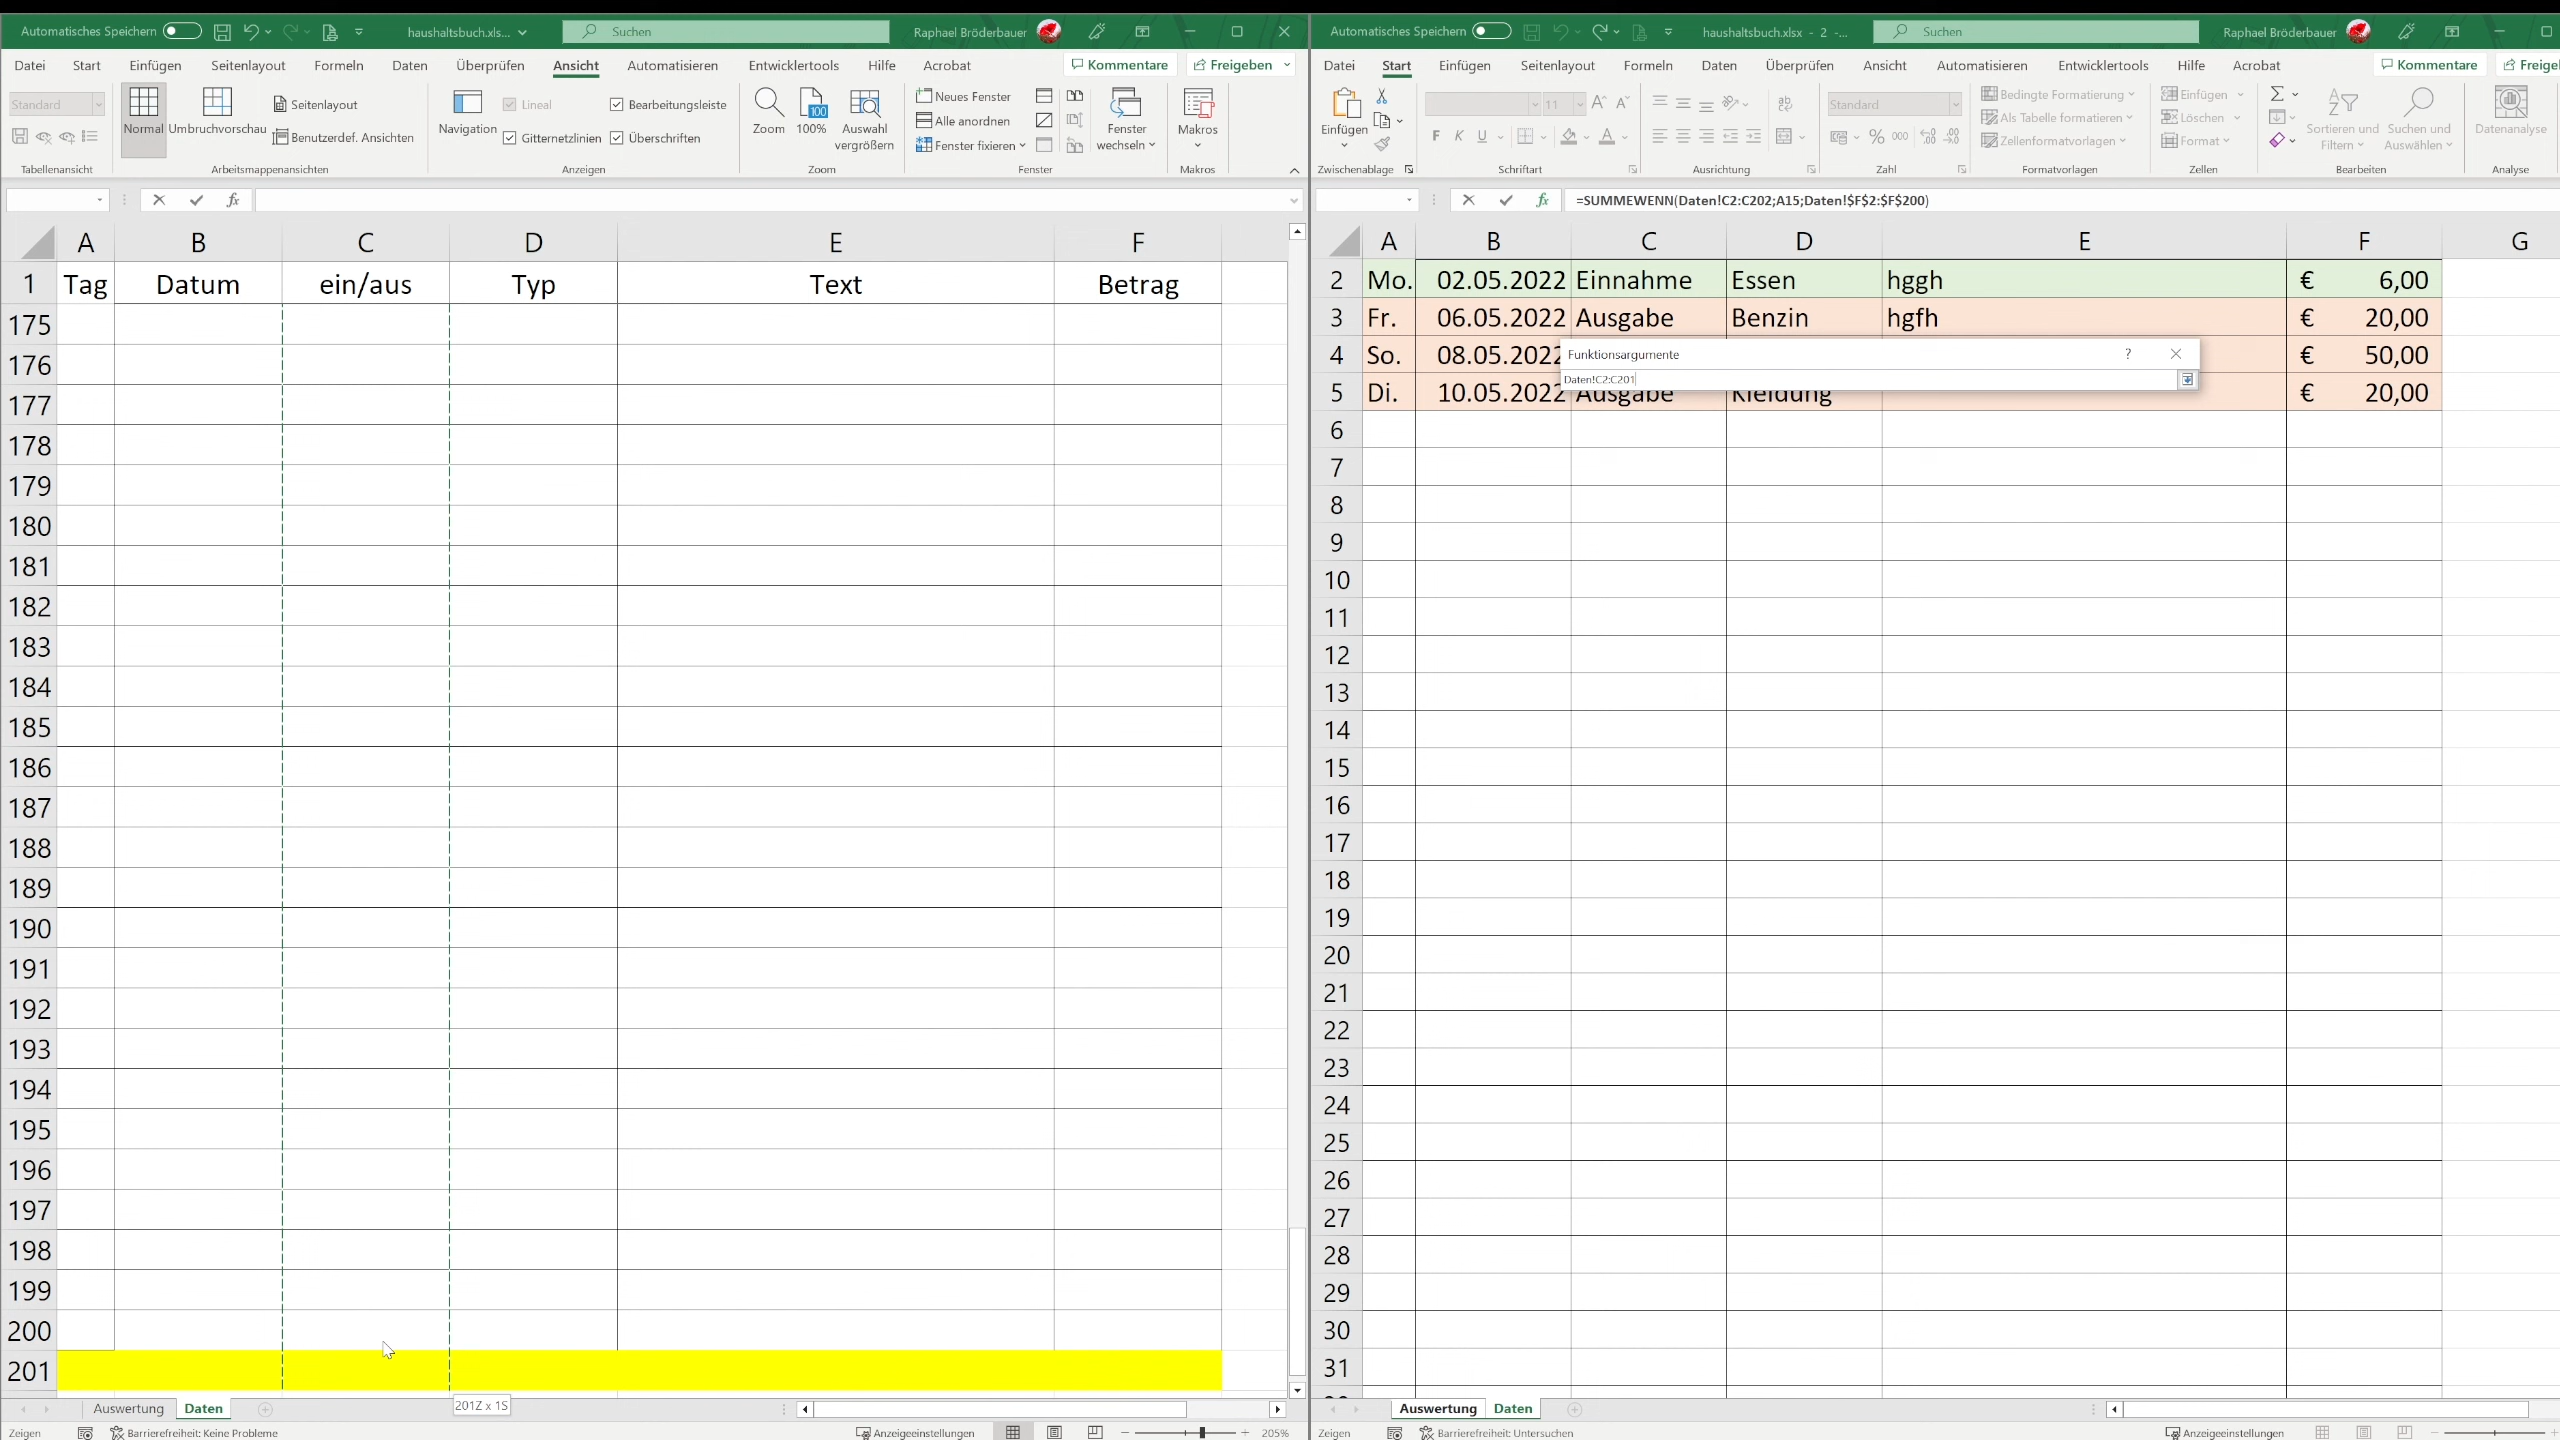 Automatisches Speichern haushaltsbuch.xls... Suchen Raphael Bröderbauer
Datei Start Einfügen Seitenlayout Formeln Daten Überprüfen Ansicht Automatisieren Entwicklertools Hilfe Acrobat Kommentare Freigeben
Standard
Normal Umbruchvorschau Seitenlayout
Benutzerdef. Ansichten
Navigation Lineal Bearbeitungsleiste
Gitternetzlinien Überschriften
Zoom 100% Auswahl vergrößern
Neues Fenster
Alle anordnen
Fenster fixieren
Fenster wechseln
Makros
Tabellenansicht Arbeitsmappenansichten Anzeigen Zoom Fenster Makros
fx
A B C D E F
1 Tag Datum ein/aus Typ Text Betrag
175
176
177
178
179
180
181
182
183
184
185
186
187
188
189
190
191
192
193
194
195
196
197
198
199
200
201
Auswertung Daten 201Z x 1S
Zeigen Barrierefreiheit: Keine Probleme Anzeigeeinstellungen 205%
Automatisches Speichern haushaltsbuch.xlsx - 2 -... Suchen Raphael Bröderbauer
Datei Start Einfügen Seitenlayout Formeln Daten Überprüfen Ansicht Automatisieren Entwicklertools Hilfe Acrobat Kommentare Freige
Einfügen
11
F K U
Standard
% 000
Bedingte Formatierung
Als Tabelle formatieren
Zellenformatvorlagen
Einfügen
Löschen
Format
Sortieren und Filtern
Suchen und Auswählen
Datenanalyse
Zwischenablage Schriftart Ausrichtung Zahl Formatvorlagen Zellen Bearbeiten Analyse
fx =SUMMEWENN(Daten!C2:C202;A15;Daten!$F$2:$F$200)
A B C D E F G
2 Mo. 02.05.2022 Einnahme Essen hggh € 6,00
3 Fr. 06.05.2022 Ausgabe Benzin hgfh € 20,00
4 So. 08.05.2022 € 50,00
5 Di. 10.05.2022 Ausgabe Kleidung € 20,00
Funktionsargumente ?
Daten!C2:C201
6
7
8
9
10
11
12
13
14
15
16
17
18
19
20
21
22
23
24
25
26
27
28
29
30
31
Auswertung Daten
Zeigen Barrierefreiheit: Untersuchen Anzeigeeinstellungen